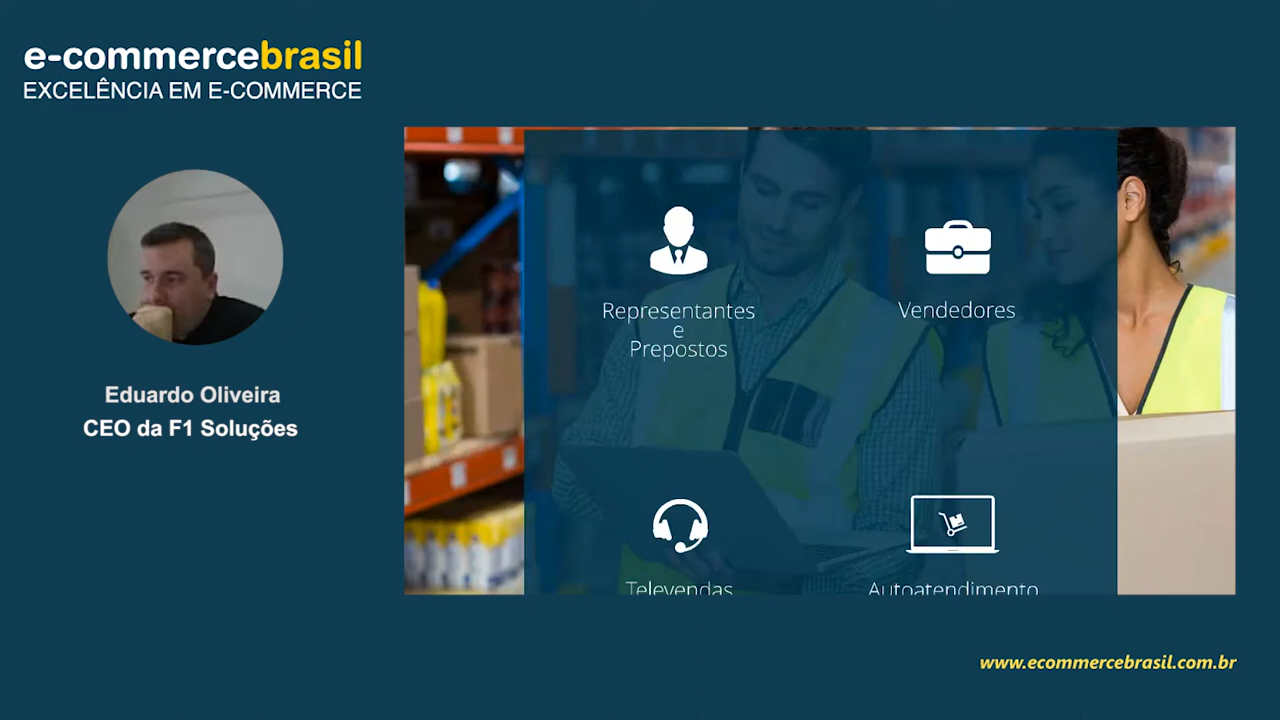 e-commercebrasil
EXCELÊNCIA EM E-COMMERCE
Eduardo Oliveira
CEO da F1 Soluções
Representantes
e
Prepostos
Vendedores
Televendas
Autoatendimento
www.ecommercebrasil.com.br